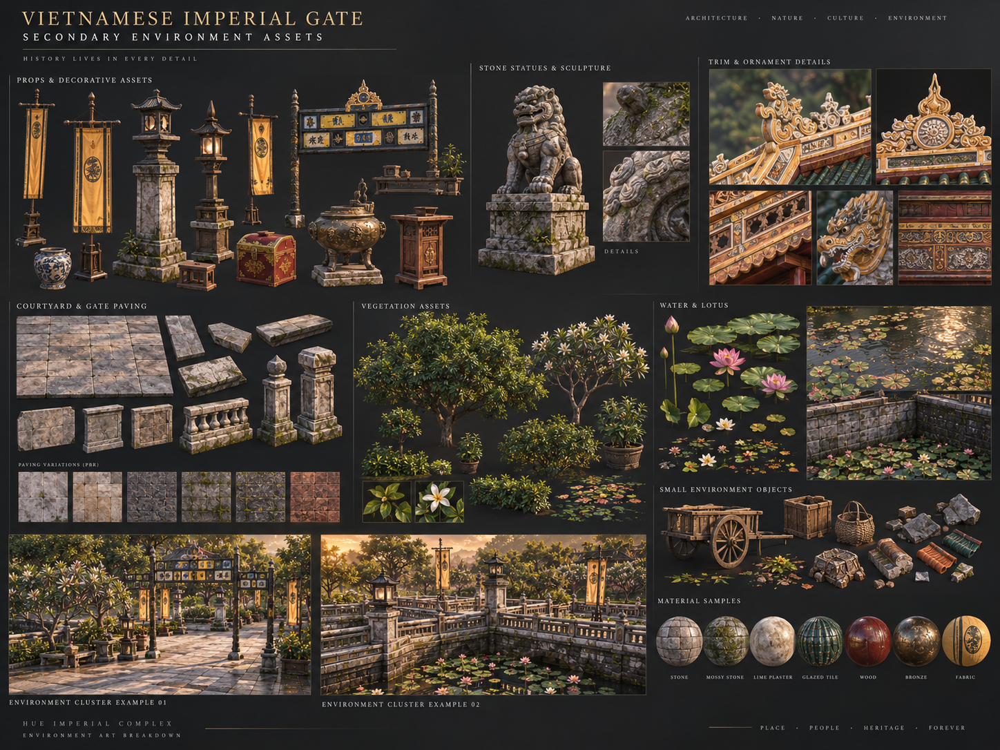 VIETNAMESE IMPERIAL GATE
SECONDARY ENVIRONMENT ASSETS
HISTORY LIVES IN EVERY DETAIL
ARCHITECTURE · NATURE · CULTURE · ENVIRONMENT
PROPS & DECORATIVE ASSETS
STONE STATUES & SCULPTURE
DETAILS
TRIM & ORNAMENT DETAILS
COURTYARD & GATE PAVING
PAVING VARIATIONS (PBR)
VEGETATION ASSETS
WATER & LOTUS
SMALL ENVIRONMENT OBJECTS
MATERIAL SAMPLES
STONE
MOSSY STONE
LIME PLASTER
GLAZED TILE
WOOD
BRONZE
FABRIC
ENVIRONMENT CLUSTER EXAMPLE 01
ENVIRONMENT CLUSTER EXAMPLE 02
HUE IMPERIAL COMPLEX
ENVIRONMENT ART BREAKDOWN
PLACE · PEOPLE · HERITAGE · FOREVER